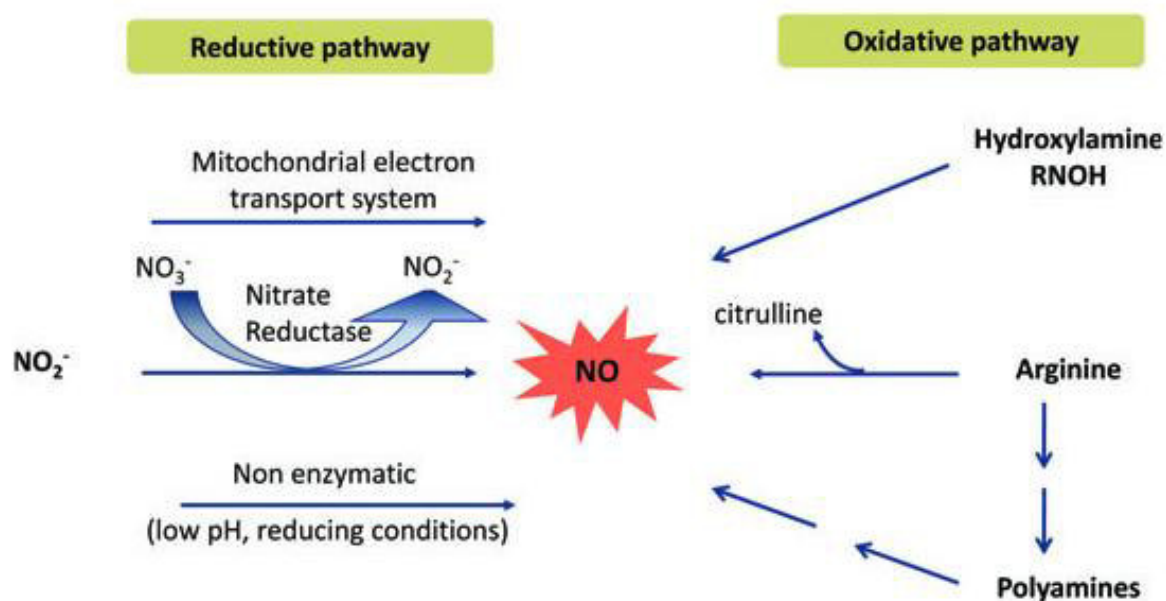 Reductive pathway
Oxidative pathway
Mitochondrial electron
transport system
NO₃⁻
NO₂⁻
Nitrate
Reductase
NO₂⁻
Non enzymatic
(low pH, reducing conditions)
NO
Hydroxylamine
RNOH
citrulline
Arginine
Polyamines